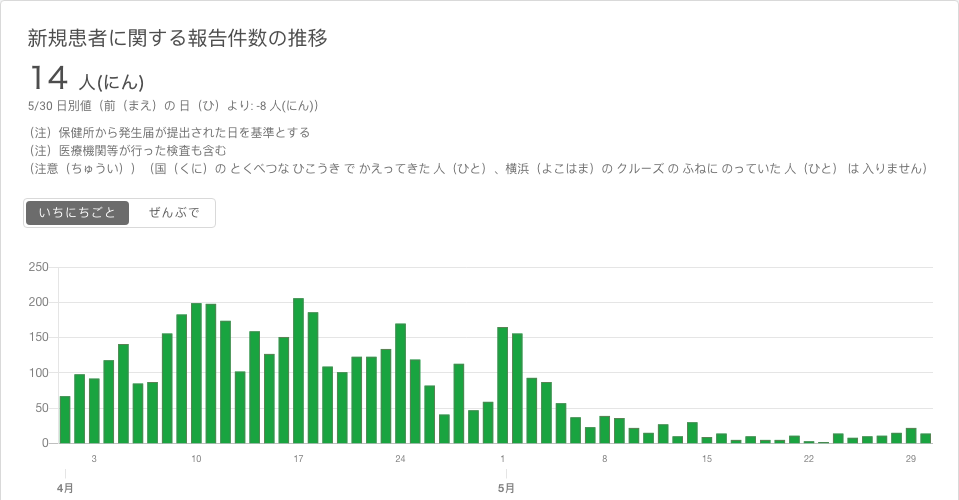 新規患者に関する報告件数の推移
14 人(にん)
5/30 日別値（前（まえ）の 日（ひ）より: -8 人(にん)）
（注）保健所から発生届が提出された日を基準とする
（注）医療機関等が行った検査も含む
（注意（ちゅうい））（国（くに）の とくべつな ひこうき で かえってきた 人（ひと）、横浜（よこはま）の クルーズ の ふねに のっていた 人（ひと） は 入りません）
いちにちごと ぜんぶで
250
200
150
100
50
0
3 10 17 24 1 8 15 22 29
4月 5月